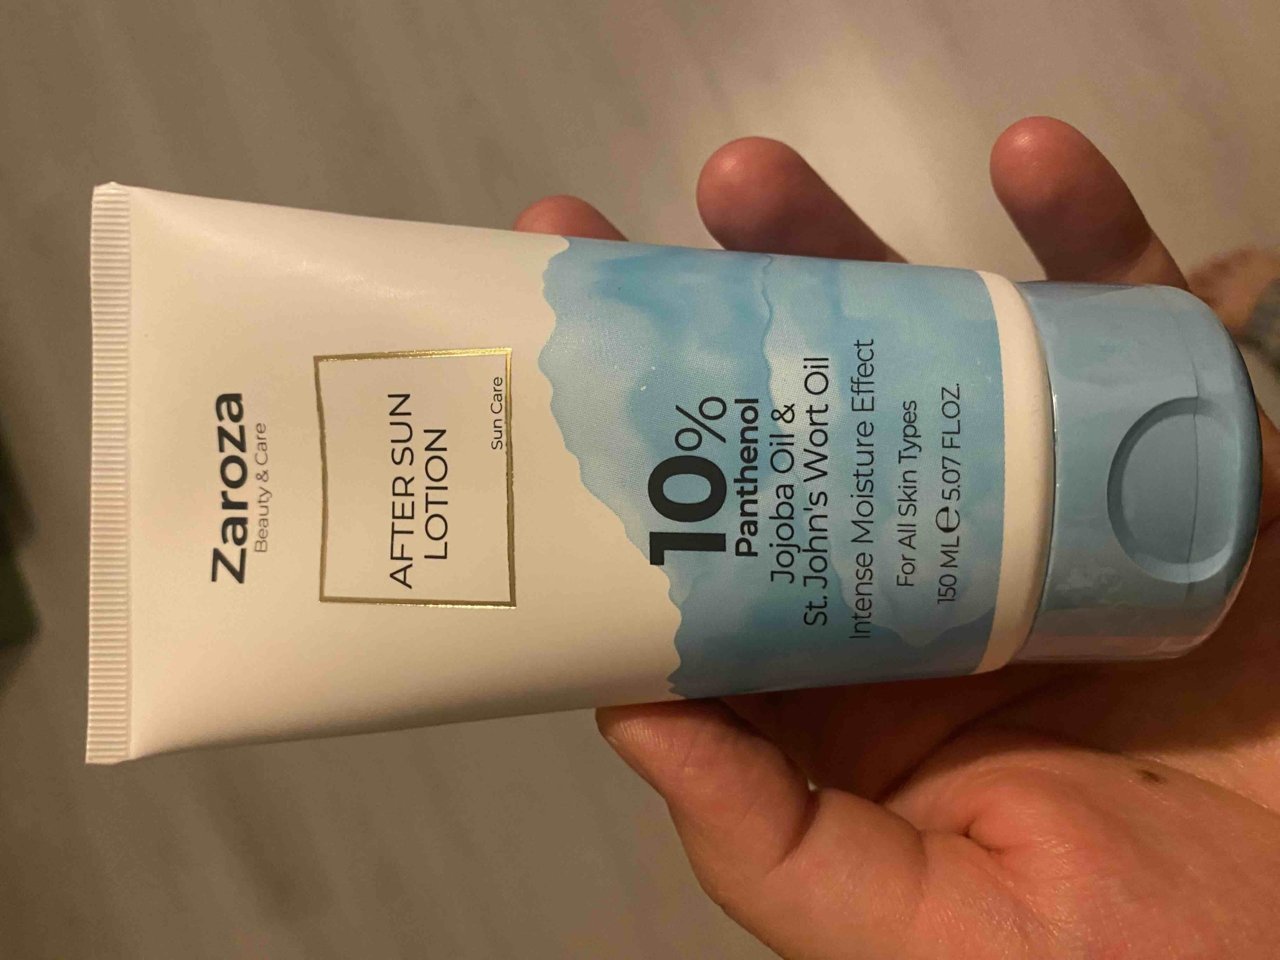 Zaroza
Beauty & Care
AFTER SUN
LOTION
Sun Care
10%
Panthenol
Jojoba Oil &
St. John's Wort Oil
Intense Moisture Effect
For All Skin Types
150 ML ℮ 5.07 FL.OZ.